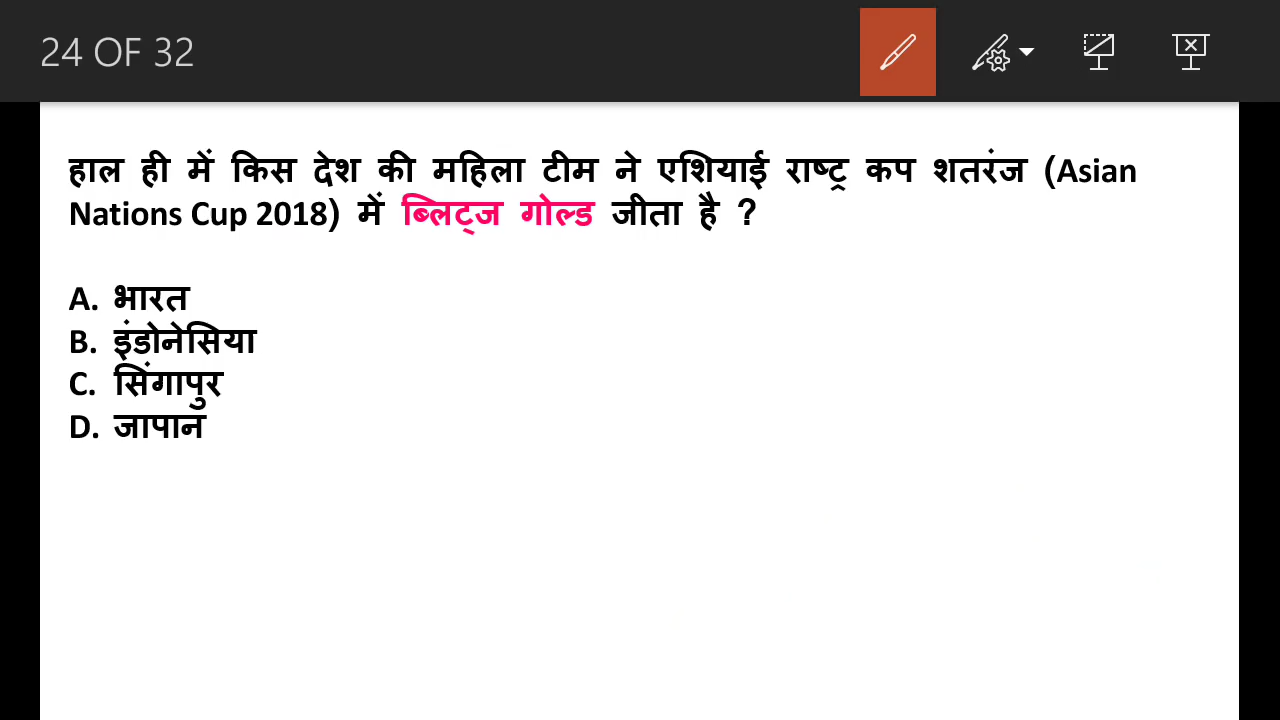 24 OF 32
हाल ही में किस देश की महिला टीम ने एशियाई राष्ट्र कप शतरंज (Asian
Nations Cup 2018) में ब्लिट्ज गोल्ड जीता है ?
A. भारत
B. इंडोनेसिया
C. सिंगापुर
D. जापान